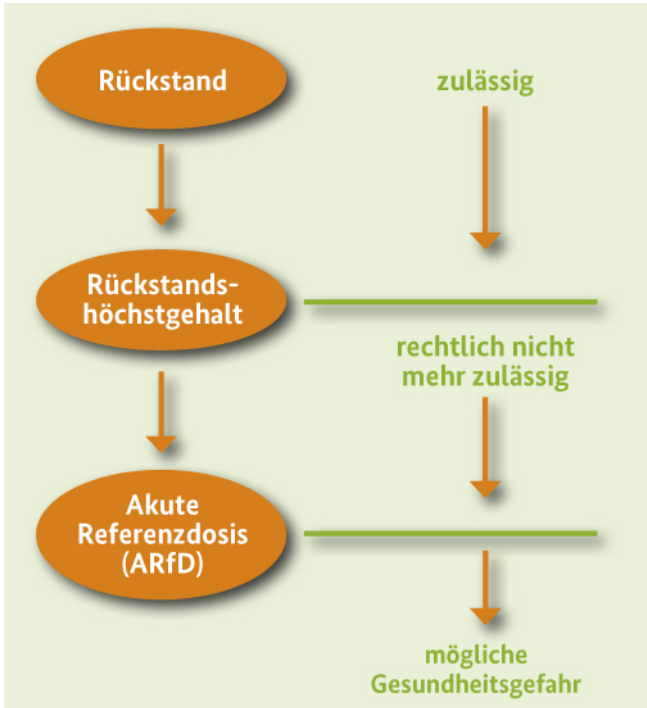 Rückstand
zulässig
Rückstands-
höchstgehalt
rechtlich nicht
mehr zulässig
Akute
Referenzdosis
(ARfD)
mögliche
Gesundheitsgefahr